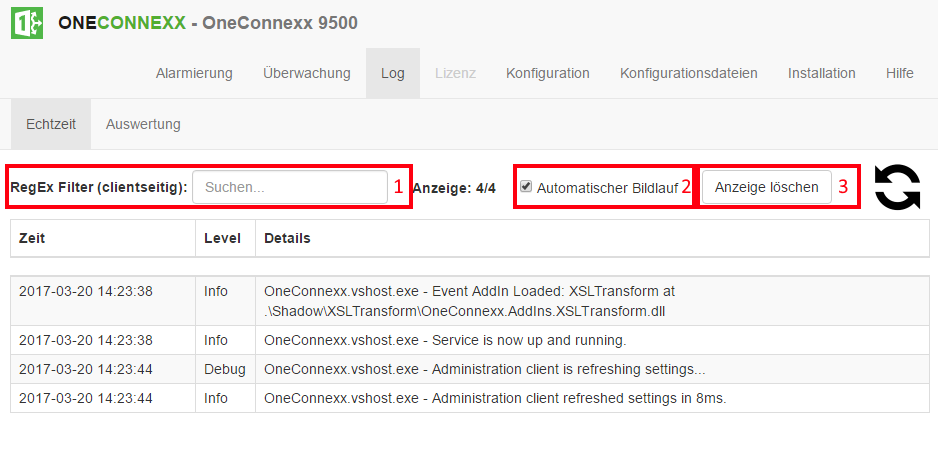 ONECONNEXX - OneConnexx 9500
Alarmierung Überwachung Log Lizenz Konfiguration Konfigurationsdateien Installation Hilfe
Echtzeit Auswertung
RegEx Filter (clientseitig): Suchen... 1 Anzeige: 4/4 Automatischer Bildlauf 2 Anzeige löschen 3
Zeit Level Details
2017-03-20 14:23:38 Info OneConnexx.vshost.exe - Event AddIn Loaded: XSLTransform at
.\Shadow\XSLTransform\OneConnexx.AddIns.XSLTransform.dll
2017-03-20 14:23:38 Info OneConnexx.vshost.exe - Service is now up and running.
2017-03-20 14:23:44 Debug OneConnexx.vshost.exe - Administration client is refreshing settings...
2017-03-20 14:23:44 Info OneConnexx.vshost.exe - Administration client refreshed settings in 8ms.